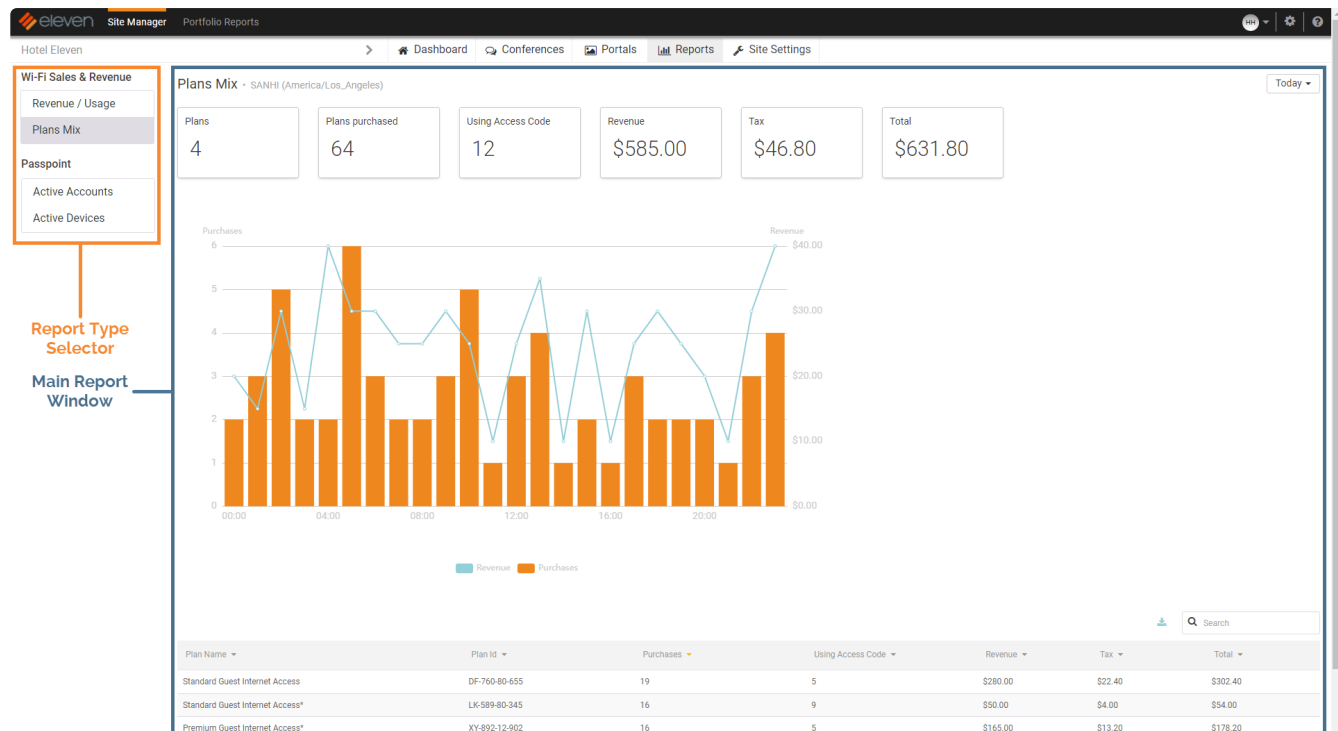 eleven Site Manager Portfolio Reports HH
Hotel Eleven Dashboard Conferences Portals Reports Site Settings
Wi-Fi Sales & Revenue
Revenue / Usage
Plans Mix
Passpoint
Active Accounts
Active Devices
Report Type
Selector
Main Report
Window
Plans Mix - SANHI (America/Los_Angeles) Today
Plans Plans purchased Using Access Code Revenue Tax Total
4 64 12 $585.00 $46.80 $631.80
Purchases Revenue
6 $40.00
5
$30.00
4
3 $20.00
2
$10.00
1
0 $0.00
00:00 04:00 08:00 12:00 16:00 20:00
Revenue Purchases
Search
Plan Name Plan Id Purchases Using Access Code Revenue Tax Total
Standard Guest Internet Access DF-760-80-655 19 5 $280.00 $22.40 $302.40
Standard Guest Internet Access* LK-589-80-345 16 9 $50.00 $4.00 $54.00
Premium Guest Internet Access* XY-892-12-902 16 5 $165.00 $13.20 $178.20